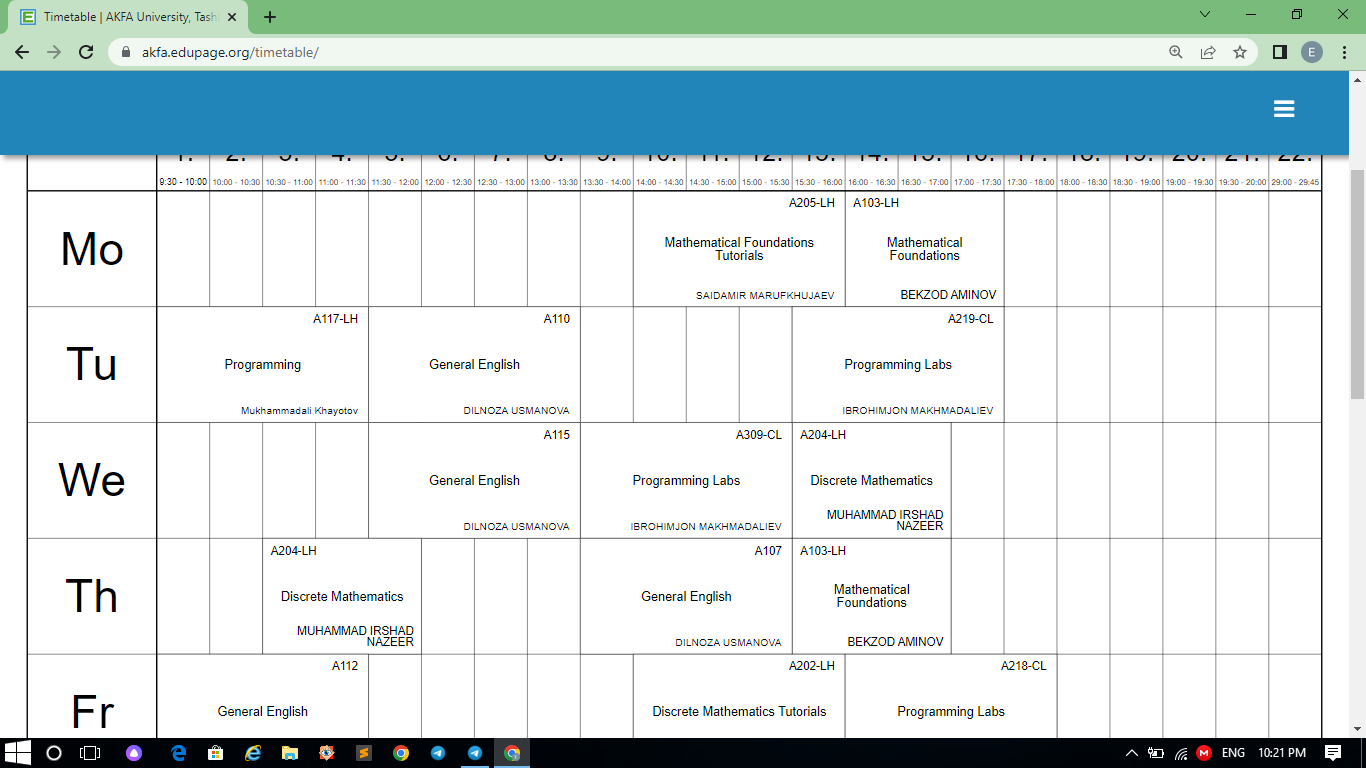 Timetable | AKFA University, Tash
akfa.edupage.org/timetable/
E
1. 2. 3. 4. 5. 6. 7. 8. 9. 10. 11. 12. 13. 14. 15. 16. 17. 18. 19. 20. 21. 22.
9:30 - 10:00 10:00 - 10:30 10:30 - 11:00 11:00 - 11:30 11:30 - 12:00 12:00 - 12:30 12:30 - 13:00 13:00 - 13:30 13:30 - 14:00 14:00 - 14:30 14:30 - 15:00 15:00 - 15:30 15:30 - 16:00 16:00 - 16:30 16:30 - 17:00 17:00 - 17:30 17:30 - 18:00 18:00 - 18:30 18:30 - 19:00 19:00 - 19:30 19:30 - 20:00 29:00 - 29:45
Mo
A205-LH
Mathematical Foundations
Tutorials
SAIDAMIR MARUFKHUJAEV
A103-LH
Mathematical
Foundations
BEKZOD AMINOV
Tu
A117-LH
Programming
Mukhammadali Khayotov
A110
General English
DILNOZA USMANOVA
A219-CL
Programming Labs
IBROHIMJON MAKHMADALIEV
We
A115
General English
DILNOZA USMANOVA
A309-CL
Programming Labs
IBROHIMJON MAKHMADALIEV
A204-LH
Discrete Mathematics
MUHAMMAD IRSHAD
NAZEER
Th
A204-LH
Discrete Mathematics
MUHAMMAD IRSHAD
NAZEER
A107
General English
DILNOZA USMANOVA
A103-LH
Mathematical
Foundations
BEKZOD AMINOV
Fr
A112
General English
A202-LH
Discrete Mathematics Tutorials
A218-CL
Programming Labs
ENG 10:21 PM